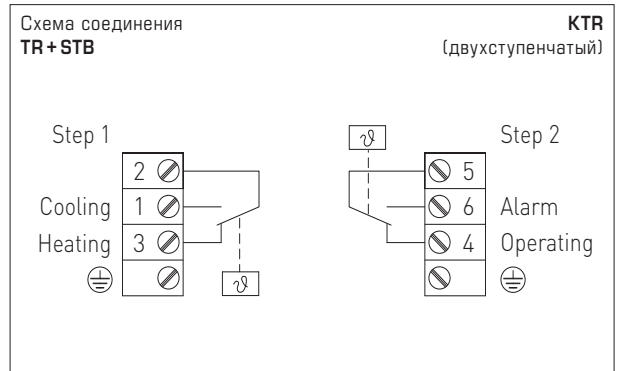 Схема соединения
TR + STB
KTR
(двухступенчатый)
Step 1
Step 2
ϑ
2
5
Cooling 1
6 Alarm
Heating 3
4 Operating
ϑ